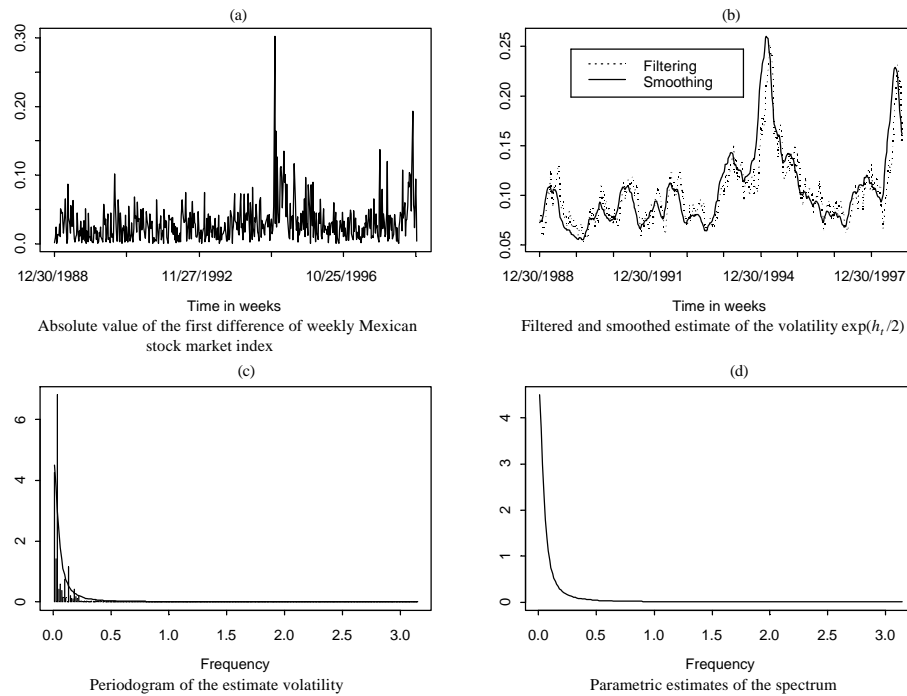 (a)
0.30
0.20
0.10
0.0
12/30/1988 11/27/1992 10/25/1996
Time in weeks
Absolute value of the first difference of weekly Mexican
stock market index
(b)
0.25
0.20
0.15
0.10
0.05
Filtering
Smoothing
12/30/1988 12/30/1991 12/30/1994 12/30/1997
Time in weeks
Filtered and smoothed estimate of the volatility exp(h_t/2)
(c)
6
4
2
0
0.0 0.5 1.0 1.5 2.0 2.5 3.0
Frequency
Periodogram of the estimate volatility
(d)
4
3
2
1
0
0.0 0.5 1.0 1.5 2.0 2.5 3.0
Frequency
Parametric estimates of the spectrum